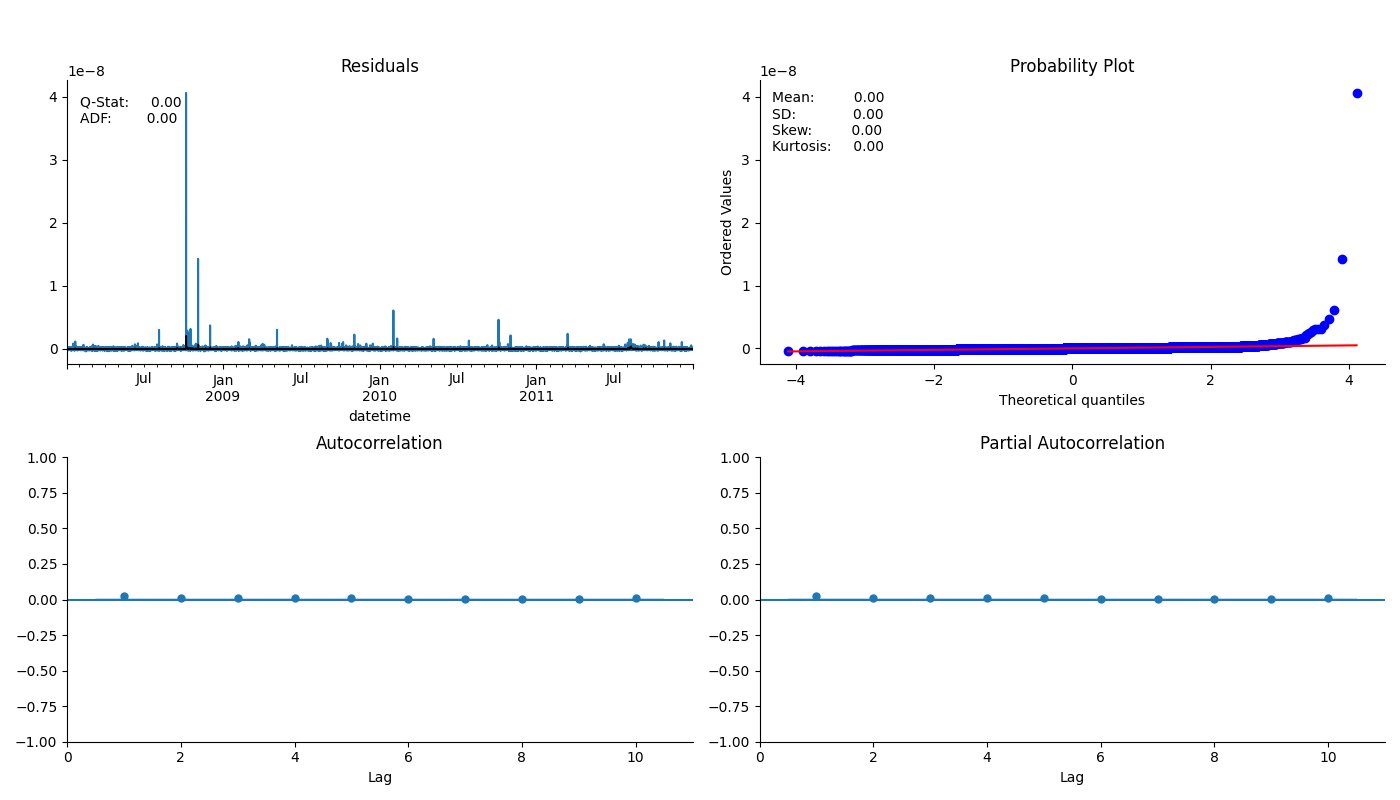 Residuals
1e−8
Q-Stat: 0.00
ADF: 0.00
4
3
2
1
0
Jul Jan Jul Jan Jul Jan Jul
2009 2010 2011
datetime
Probability Plot
1e−8
Mean: 0.00
SD: 0.00
Skew: 0.00
Kurtosis: 0.00
Ordered Values
4
3
2
1
0
−4 −2 0 2 4
Theoretical quantiles
Autocorrelation
1.00
0.75
0.50
0.25
0.00
−0.25
−0.50
−0.75
−1.00
0 2 4 6 8 10
Lag
Partial Autocorrelation
1.00
0.75
0.50
0.25
0.00
−0.25
−0.50
−0.75
−1.00
0 2 4 6 8 10
Lag